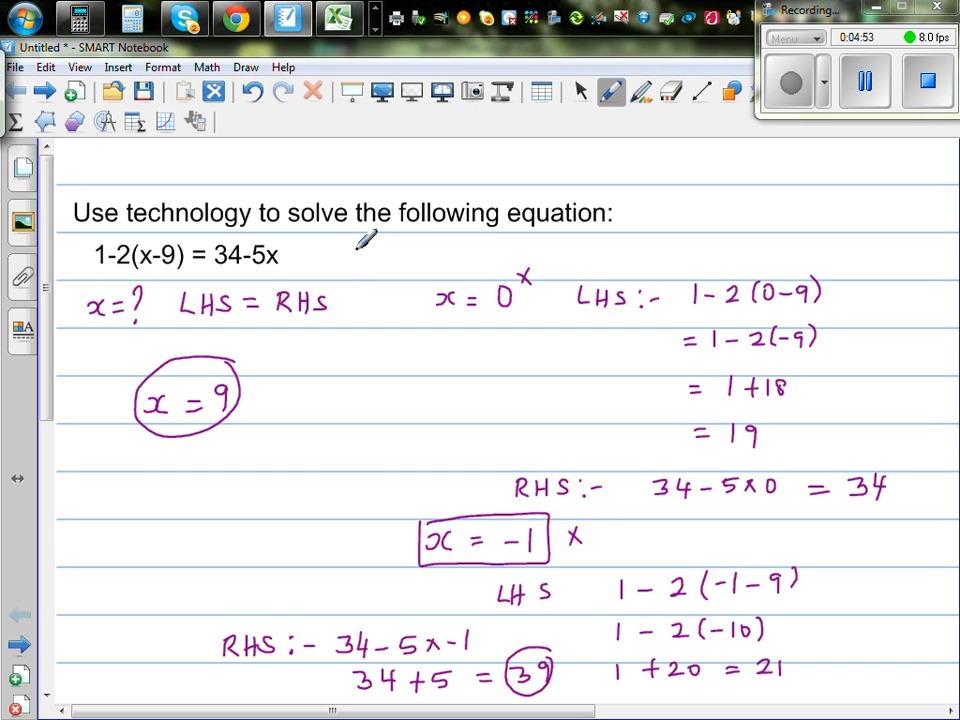 Recording...
Untitled * - SMART Notebook
Menu
0:04:53
8.0 fps
File Edit View Insert Format Math Draw Help
Use technology to solve the following equation:
1-2(x-9) = 34-5x
x = ? LHS = RHS
x = 0 x
LHS :- 1 - 2 (0 - 9)
= 1 - 2(-9)
x = 9
= 1 + 18
= 19
RHS :- 34 - 5 x 0 = 34
x = -1 x
LHS 1 - 2 (-1 - 9)
RHS :- 34 - 5 x -1
1 - 2 (-10)
34 + 5 = 39
1 + 20 = 21